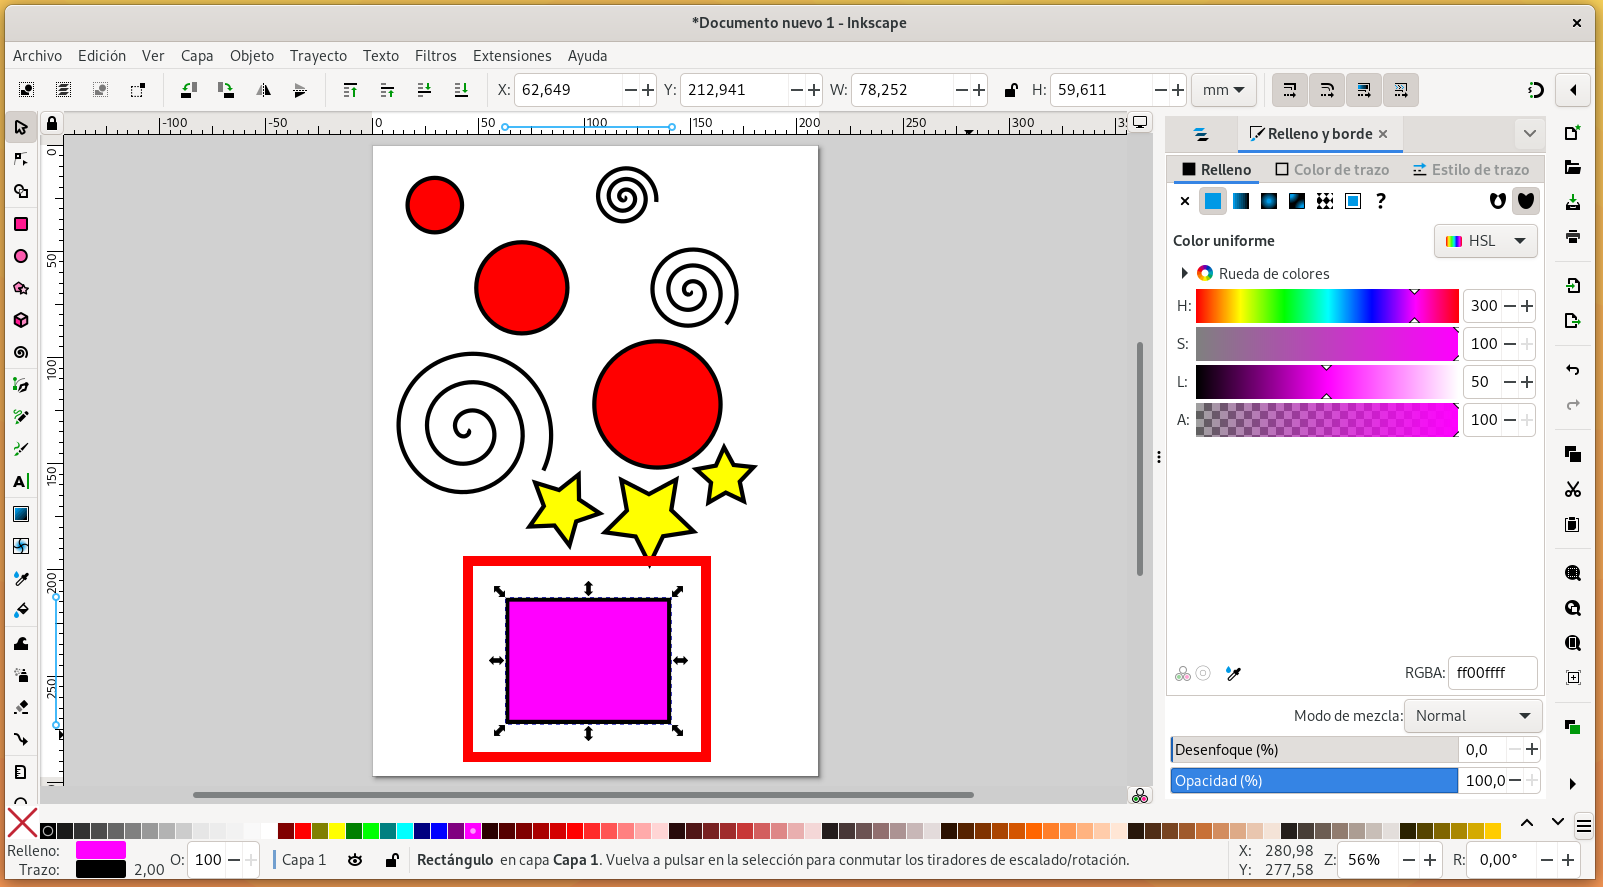 *Documento nuevo 1 - Inkscape
Archivo Edición Ver Capa Objeto Trayecto Texto Filtros Extensiones Ayuda
X: 62,649 Y: 212,941 W: 78,252 H: 59,611 mm
-100 -50 0 50 100 150 200 250 300 35
0
50
100
150
200
250
Relleno y borde
Relleno Color de trazo Estilo de trazo
?
Color uniforme HSL
Rueda de colores
H: 300
S: 100
L: 50
A: 100
RGBA: ff00ffff
Modo de mezcla: Normal
Desenfoque (%) 0,0
Opacidad (%) 100,0
Relleno:
Trazo: 2,00
O: 100
Capa 1
Rectángulo en capa Capa 1. Vuelva a pulsar en la selección para conmutar los tiradores de escalado/rotación.
X: 280,98
Y: 277,58
Z: 56%
R: 0,00°